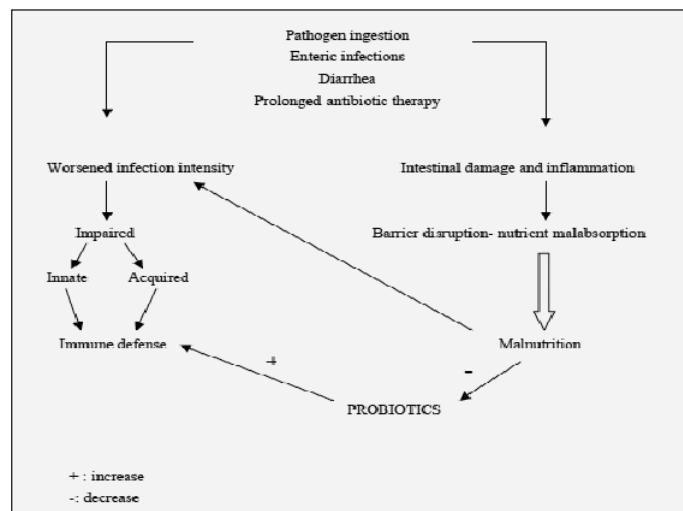 Pathogen ingestion
Enteric infections
Diarrhea
Prolonged antibiotic therapy
Worsened infection intensity
Intestinal damage and inflammation
Impaired
Barrier disruption- nutrient malabsorption
Innate
Acquired
Immune defense
Malnutrition
+
-
PROBIOTICS
+ : increase
-: decrease